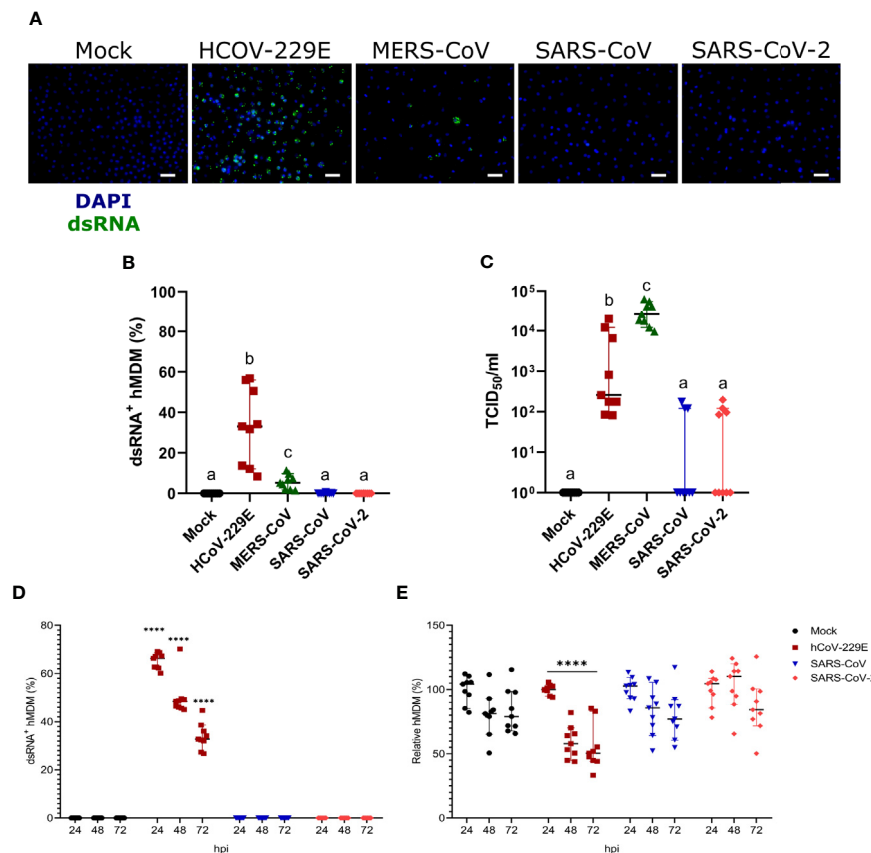 A
Mock HCOV-229E MERS-CoV SARS-CoV SARS-CoV-2
DAPI
dsRNA
B
dsRNA+ hMDM (%)
100
80
60
40
20
0
a b c a a
Mock
HCoV-229E
MERS-CoV
SARS-CoV
SARS-CoV-2
C
TCID50/ml
10^5
10^4
10^3
10^2
10^1
10^0
a b c a a
Mock
HCoV-229E
MERS-CoV
SARS-CoV
SARS-CoV-2
D
dsRNA+ hMDM (%)
80
60
40
20
0
**** **** ****
24 48 72 24 48 72 24 48 72 24 48 72
hpi
E
Relative hMDM (%)
150
100
50
0
****
24 48 72 24 48 72 24 48 72 24 48 72
hpi
Mock
hCoV-229E
SARS-CoV
SARS-CoV-